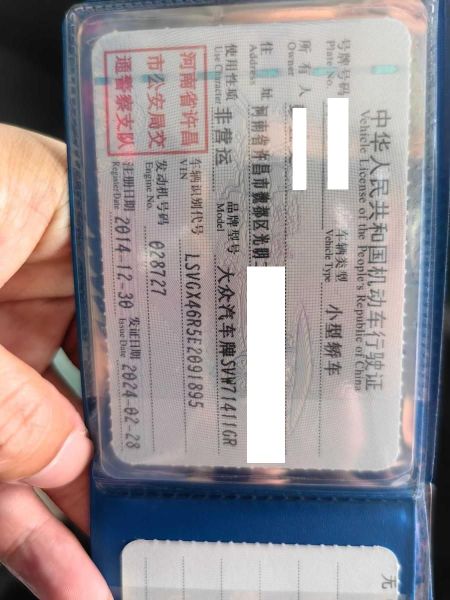 中华人民共和国机动车行驶证
Vehicle License of the People's Republic of China
号牌号码
Plate No.
车辆类型 小型轿车
Vehicle Type
所有人
Owner
住址 河南省许昌市魏都区光明
Address
使用性质 非营运 品牌型号 大众汽车牌SVW71411GR
Use Character Model
河南省许昌
市公安局交
通警察支队
车辆识别代号 LSVGX46R5E2091895
VIN
发动机号码 028727
Engine No.
注册日期 2014-12-30 发证日期 2024-02-28
Register Date Issue Date
无